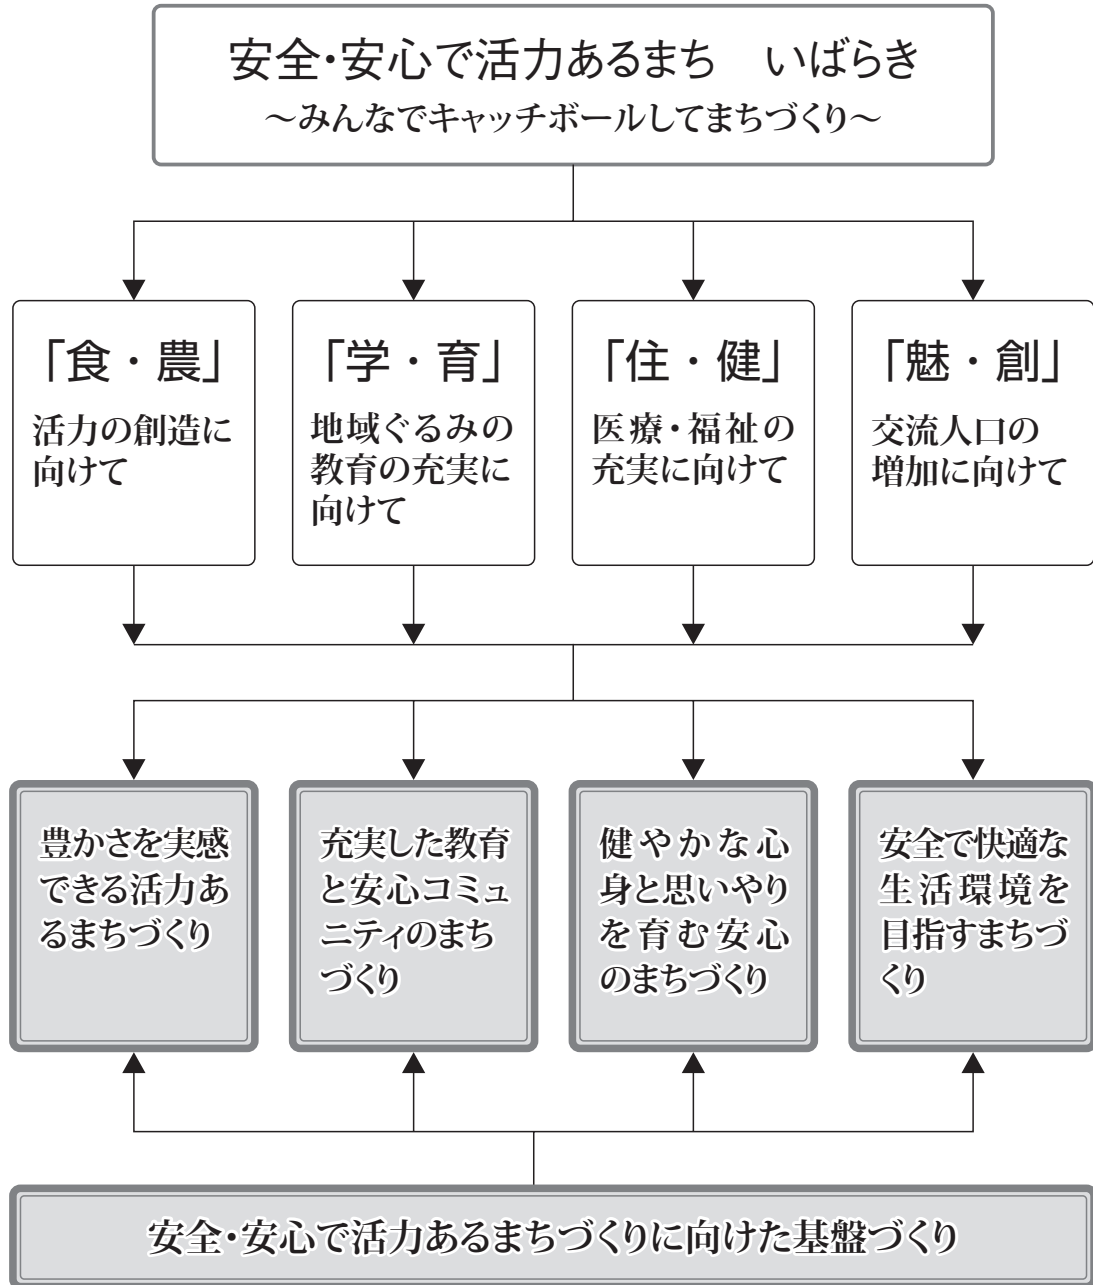 安全・安心で活力あるまち　いばらき
～みんなでキャッチボールしてまちづくり～
「食・農」
活力の創造に
向けて
「学・育」
地域ぐるみの
教育の充実に
向けて
「住・健」
医療・福祉の
充実に向けて
「魅・創」
交流人口の
増加に向けて
豊かさを実感
できる活力あ
るまちづくり
充実した教育
と安心コミュ
ニティのまち
づくり
健やかな心
身と思いやり
を育む安心
のまちづくり
安全で快適な
生活環境を
目指すまちづ
くり
安全・安心で活力あるまちづくりに向けた基盤づくり